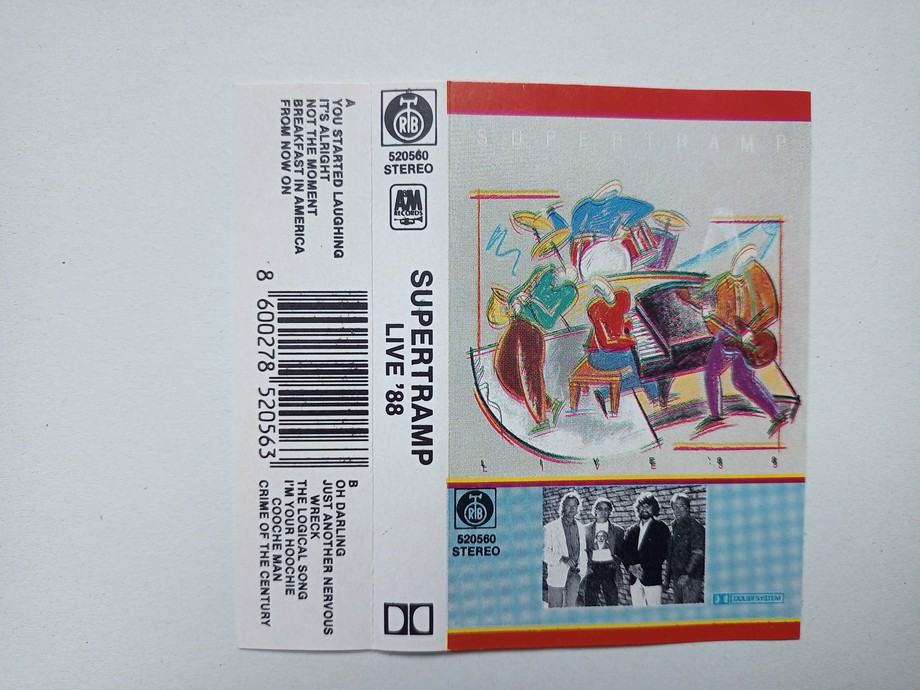 A
YOU STARTED LAUGHING
IT'S ALRIGHT
NOT THE MOMENT
BREAKFAST IN AMERICA
FROM NOW ON
8 600278 520563
B
OH DARLING
JUST ANOTHER NERVOUS
WRECK
THE LOGICAL SONG
I'M YOUR HOOCHIE
COOCHE MAN
CRIME OF THE CENTURY
RTB
520560
STEREO
A&M
RECORDS
SUPERTRAMP
LIVE '88
SUPERTRAMP
LIVE '88
RTB
520560
STEREO
DOLBY SYSTEM